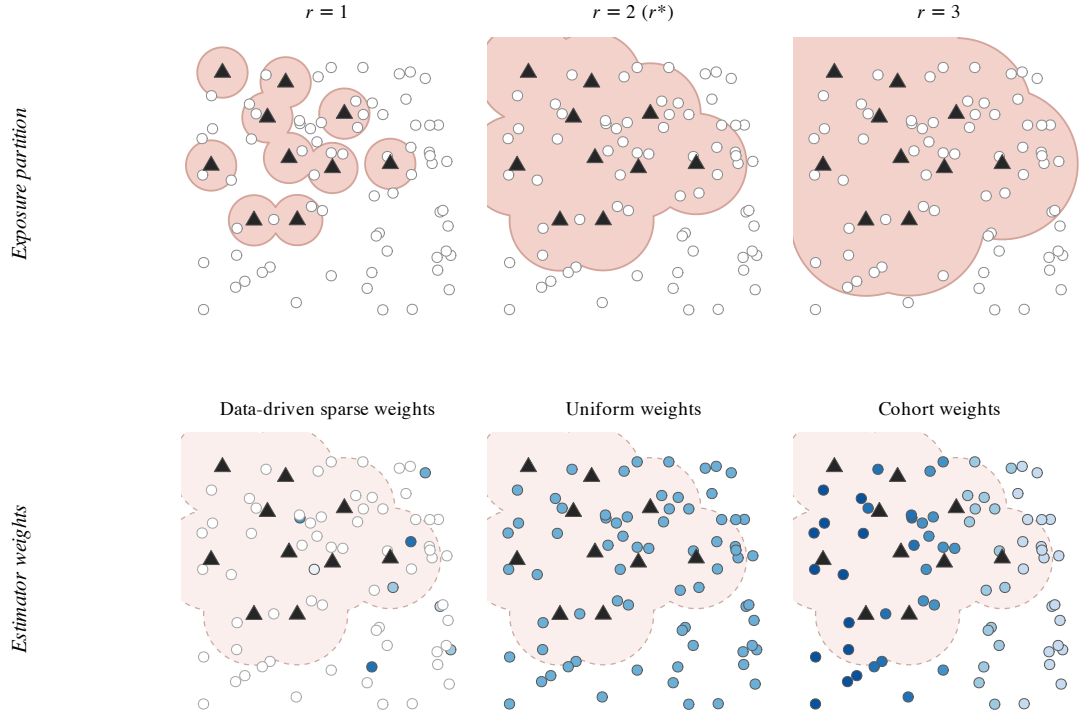 r = 1
r = 2 (r*)
r = 3
Exposure partition
Data-driven sparse weights
Uniform weights
Cohort weights
Estimator weights